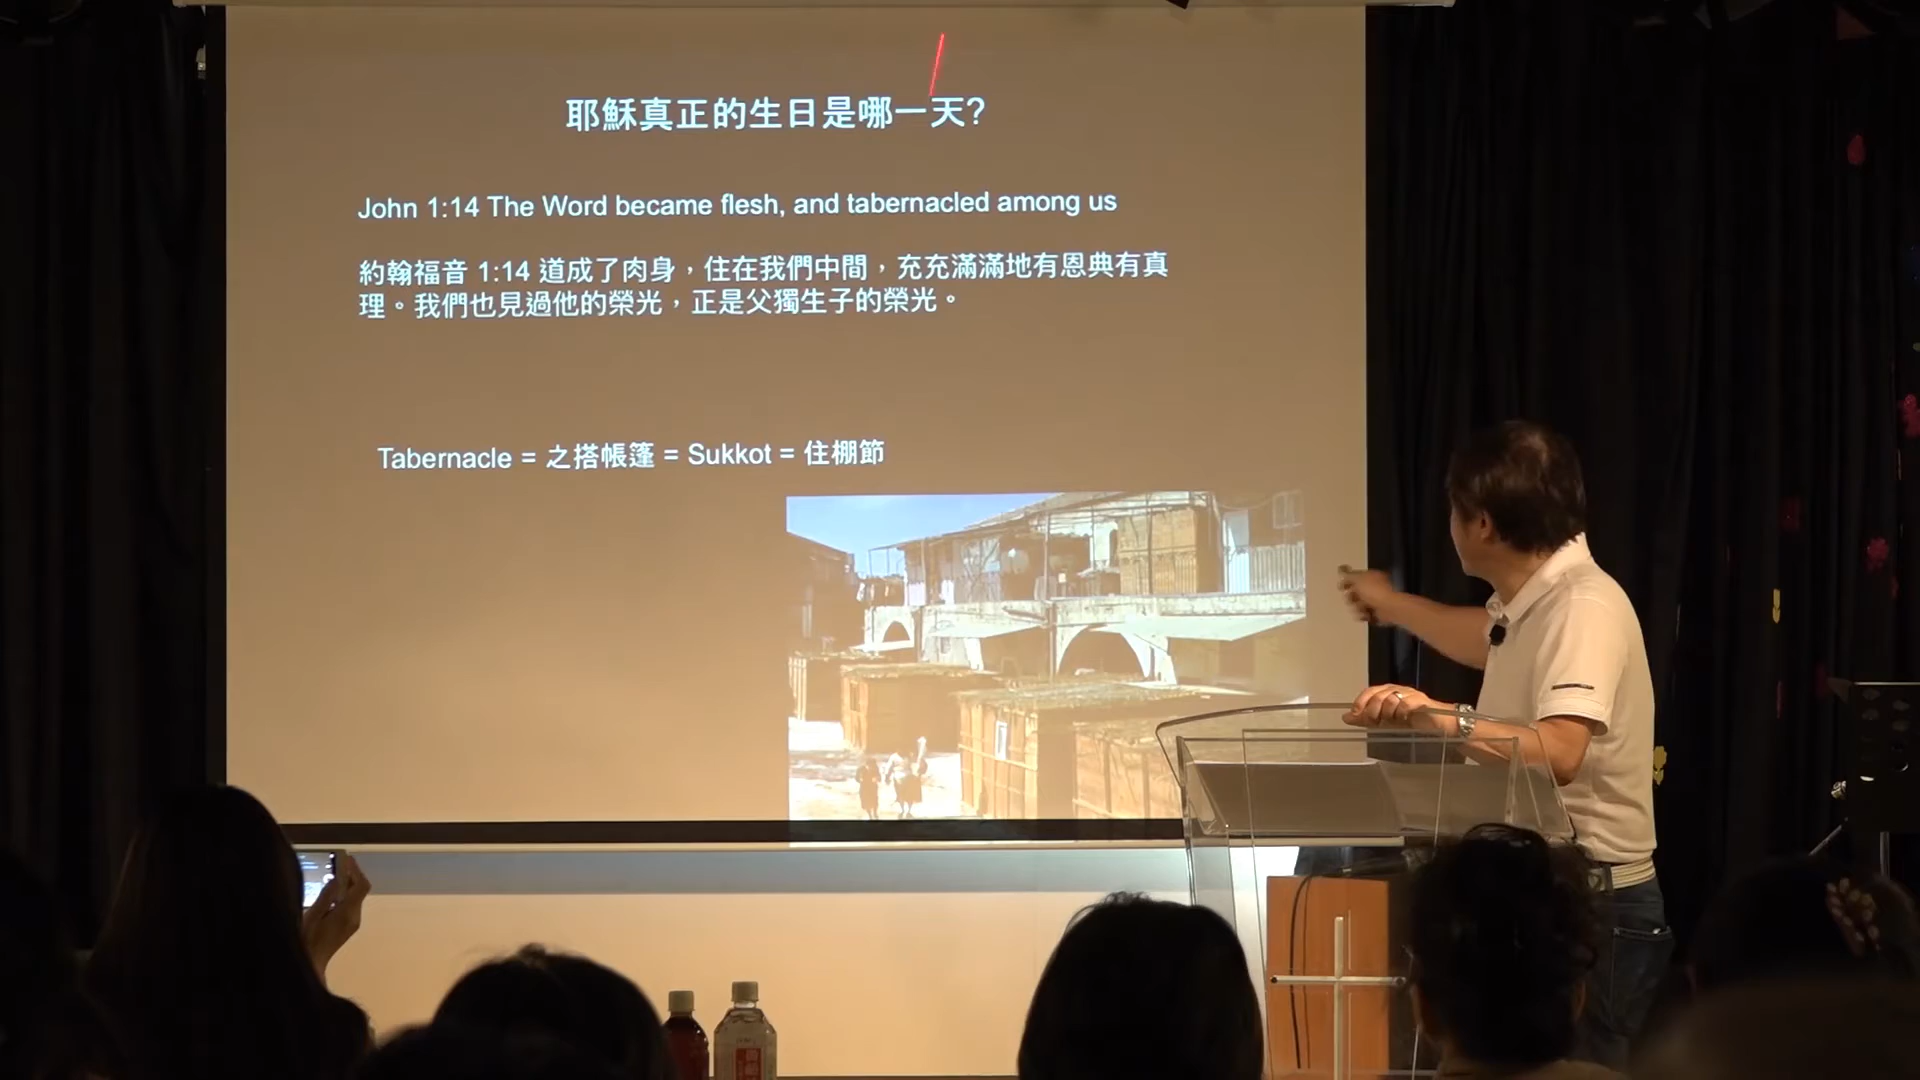 耶穌真正的生日是哪一天?
John 1:14 The Word became flesh, and tabernacled among us
約翰福音 1:14 道成了肉身，住在我們中間，充充滿滿地有恩典有真
理。我們也見過他的榮光，正是父獨生子的榮光。
Tabernacle = 之搭帳篷 = Sukkot = 住棚節